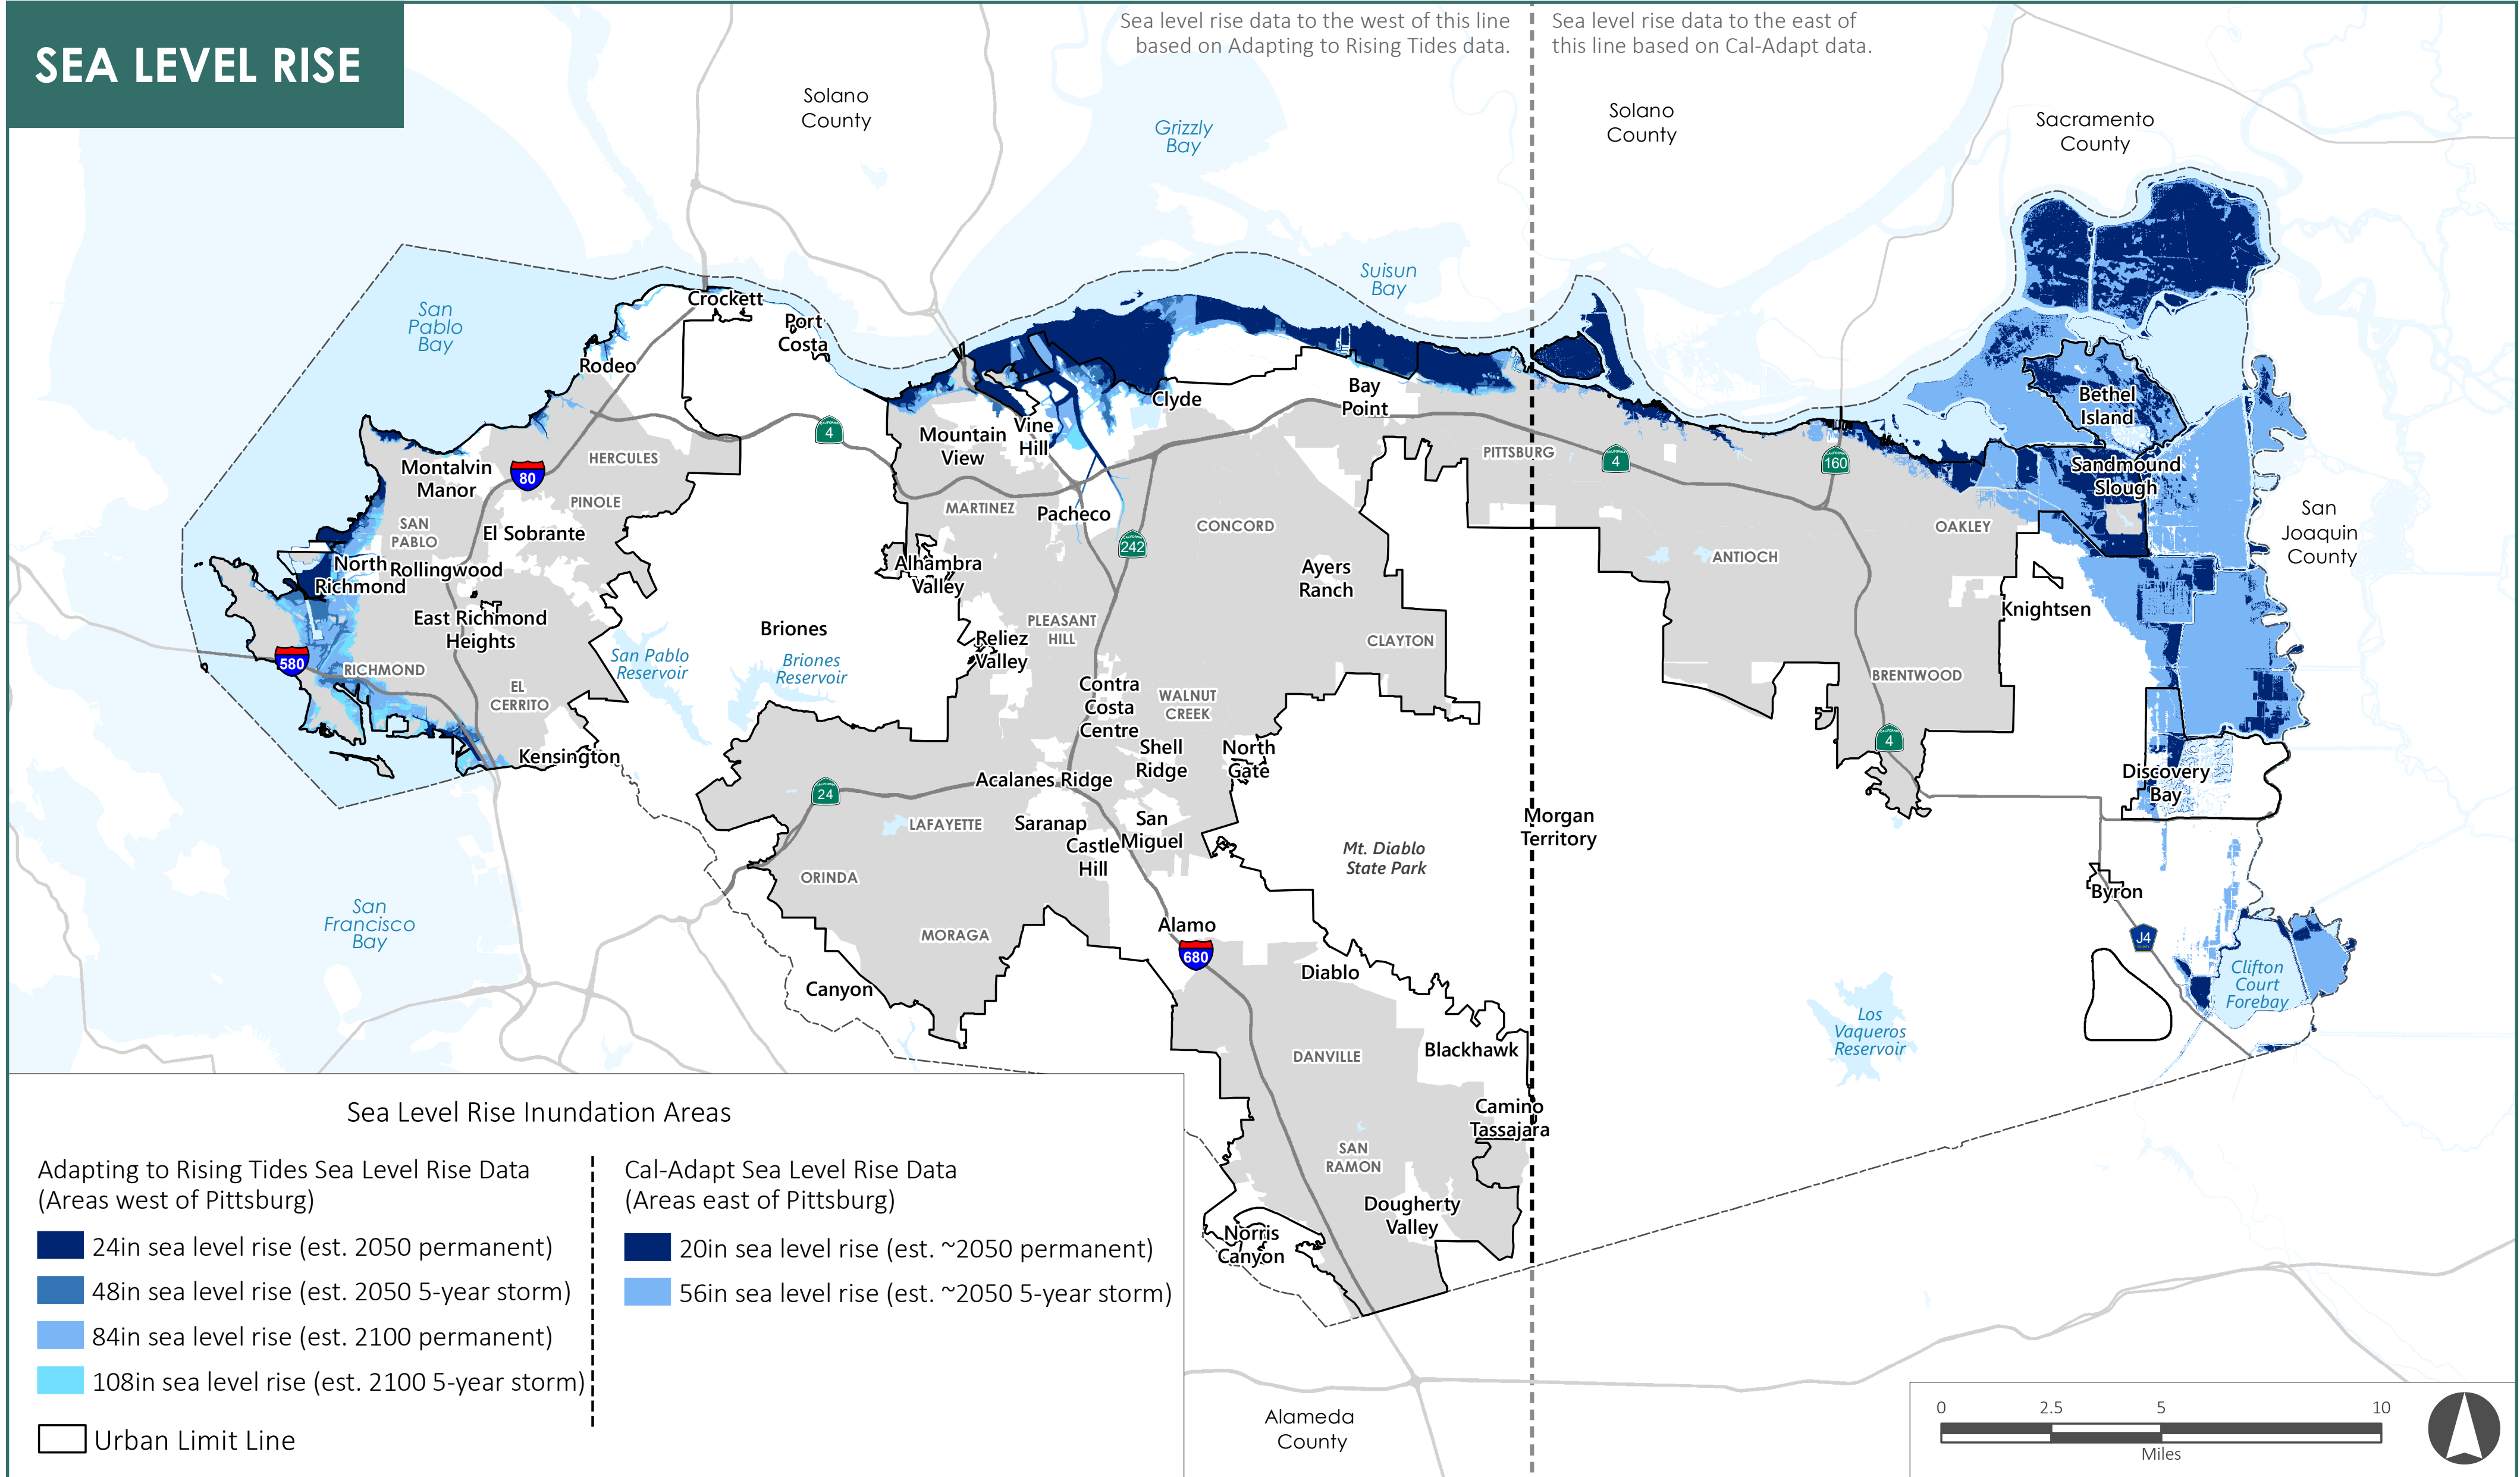 SEA LEVEL RISE
Sea level rise data to the west of this line
based on Adapting to Rising Tides data.
Sea level rise data to the east of
this line based on Cal-Adapt data.
Solano
County
Grizzly
Bay
Solano
County
Sacramento
County
San
Pablo
Bay
Suisun
Bay
Crockett
Port
Costa
Rodeo
Clyde
Bay
Point
Bethel
Island
4
Mountain
View
Vine
Hill
Montalvin
Manor
80
HERCULES
PITTSBURG
4
160
Sandmound
Slough
PINOLE
MARTINEZ
Pacheco
CONCORD
OAKLEY
San
Joaquin
County
SAN
PABLO
El Sobrante
242
ANTIOCH
North
Richmond
Rollingwood
Alhambra
Valley
Ayers
Ranch
East Richmond
Heights
Briones
PLEASANT
HILL
Knightsen
580
RICHMOND
San Pablo
Reservoir
Briones
Reservoir
Reliez
Valley
CLAYTON
BRENTWOOD
EL
CERRITO
Contra
Costa
Centre
WALNUT
CREEK
Kensington
Shell
Ridge
North
Gate
4
24
Acalanes Ridge
Discovery
Bay
LAFAYETTE
Saranap
San
Miguel
Morgan
Territory
Castle
Hill
Mt. Diablo
State Park
ORINDA
Byron
San
Francisco
Bay
MORAGA
Alamo
680
J4
Canyon
Diablo
Clifton
Court
Forebay
Los
Vaqueros
Reservoir
DANVILLE
Blackhawk
Camino
Tassajara
SAN
RAMON
Dougherty
Valley
Norris
Canyon
Alameda
County
Sea Level Rise Inundation Areas
Adapting to Rising Tides Sea Level Rise Data
(Areas west of Pittsburg)
24in sea level rise (est. 2050 permanent)
48in sea level rise (est. 2050 5-year storm)
84in sea level rise (est. 2100 permanent)
108in sea level rise (est. 2100 5-year storm)
Urban Limit Line
Cal-Adapt Sea Level Rise Data
(Areas east of Pittsburg)
20in sea level rise (est. ~2050 permanent)
56in sea level rise (est. ~2050 5-year storm)
0 2.5 5 10
Miles